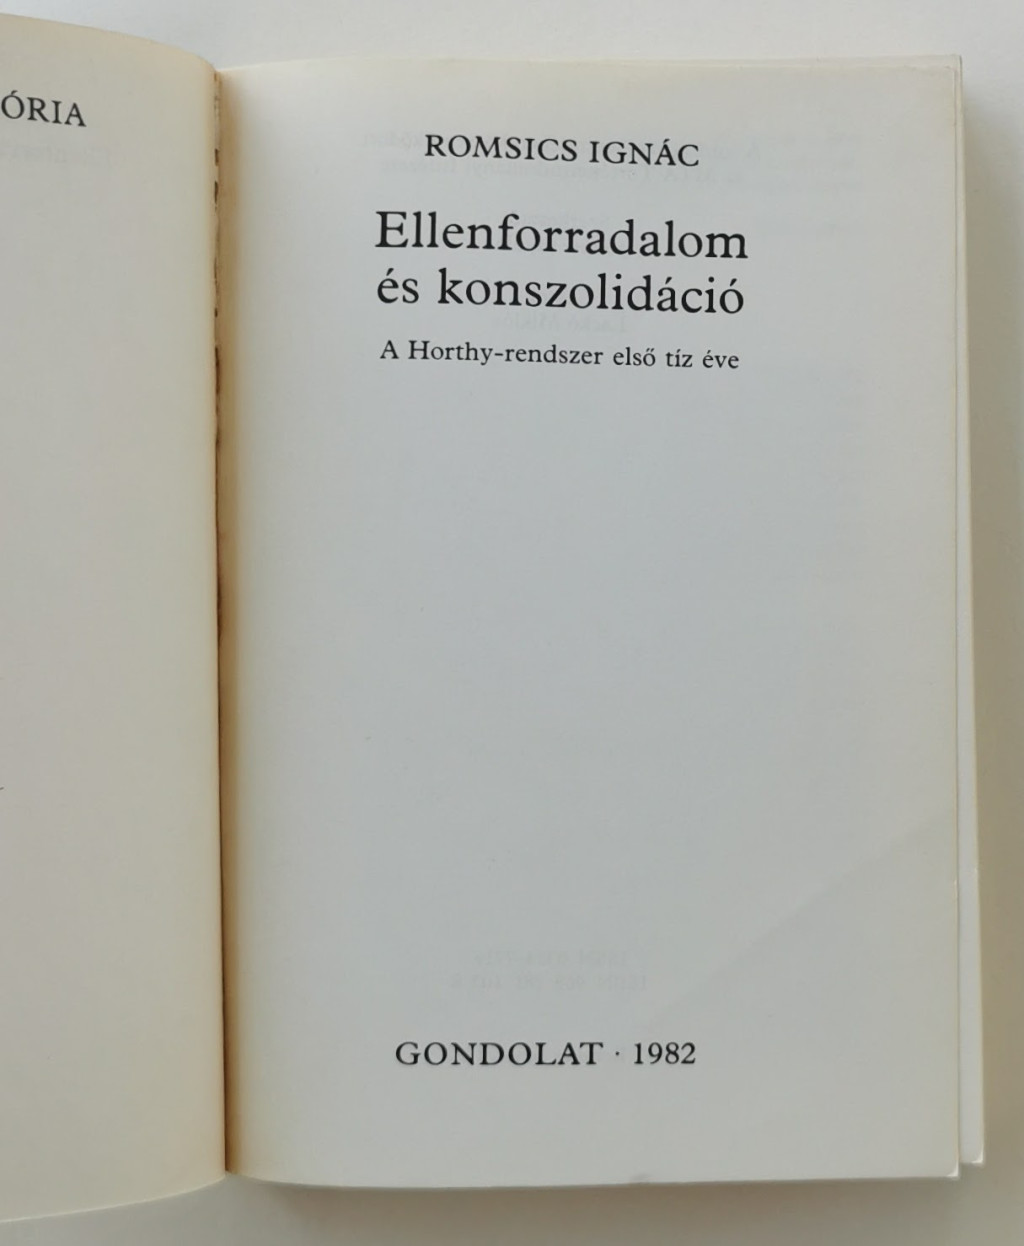 ÓRIA
ROMSICS IGNÁC
Ellenforradalom
és konszolidáció
A Horthy-rendszer első tíz éve
GONDOLAT · 1982